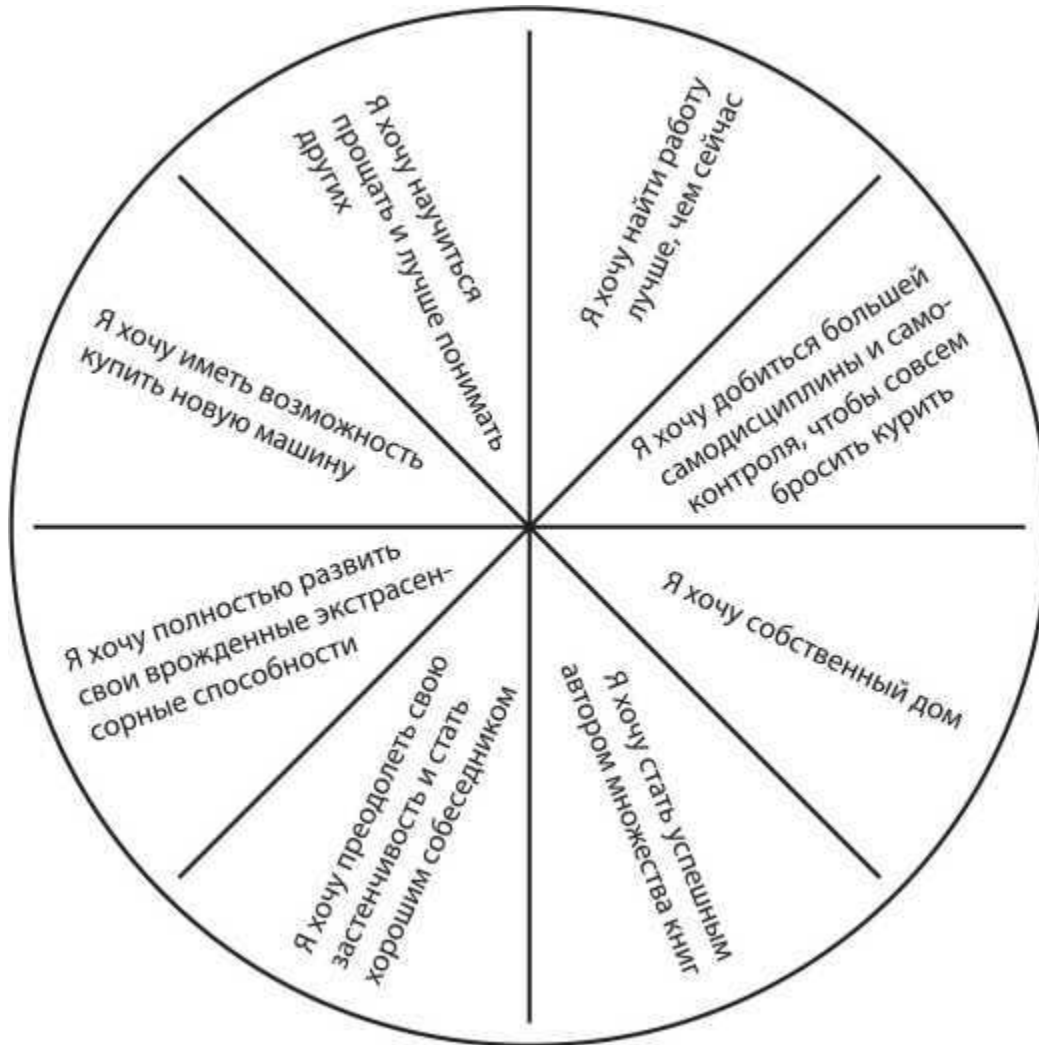 Я хочу найти работу
лучше, чем сейчас
Я хочу добиться большей
самодисциплины и само-
контроля, чтобы совсем
бросить курить
Я хочу собственный дом
Я хочу стать успешным
автором множества книг
Я хочу преодолеть свою
застенчивость и стать
хорошим собеседником
Я хочу полностью развить
свои врожденные экстрасен-
сорные способности
Я хочу иметь возможность
купить новую машину
Я хочу научиться
прощать и лучше понимать
других